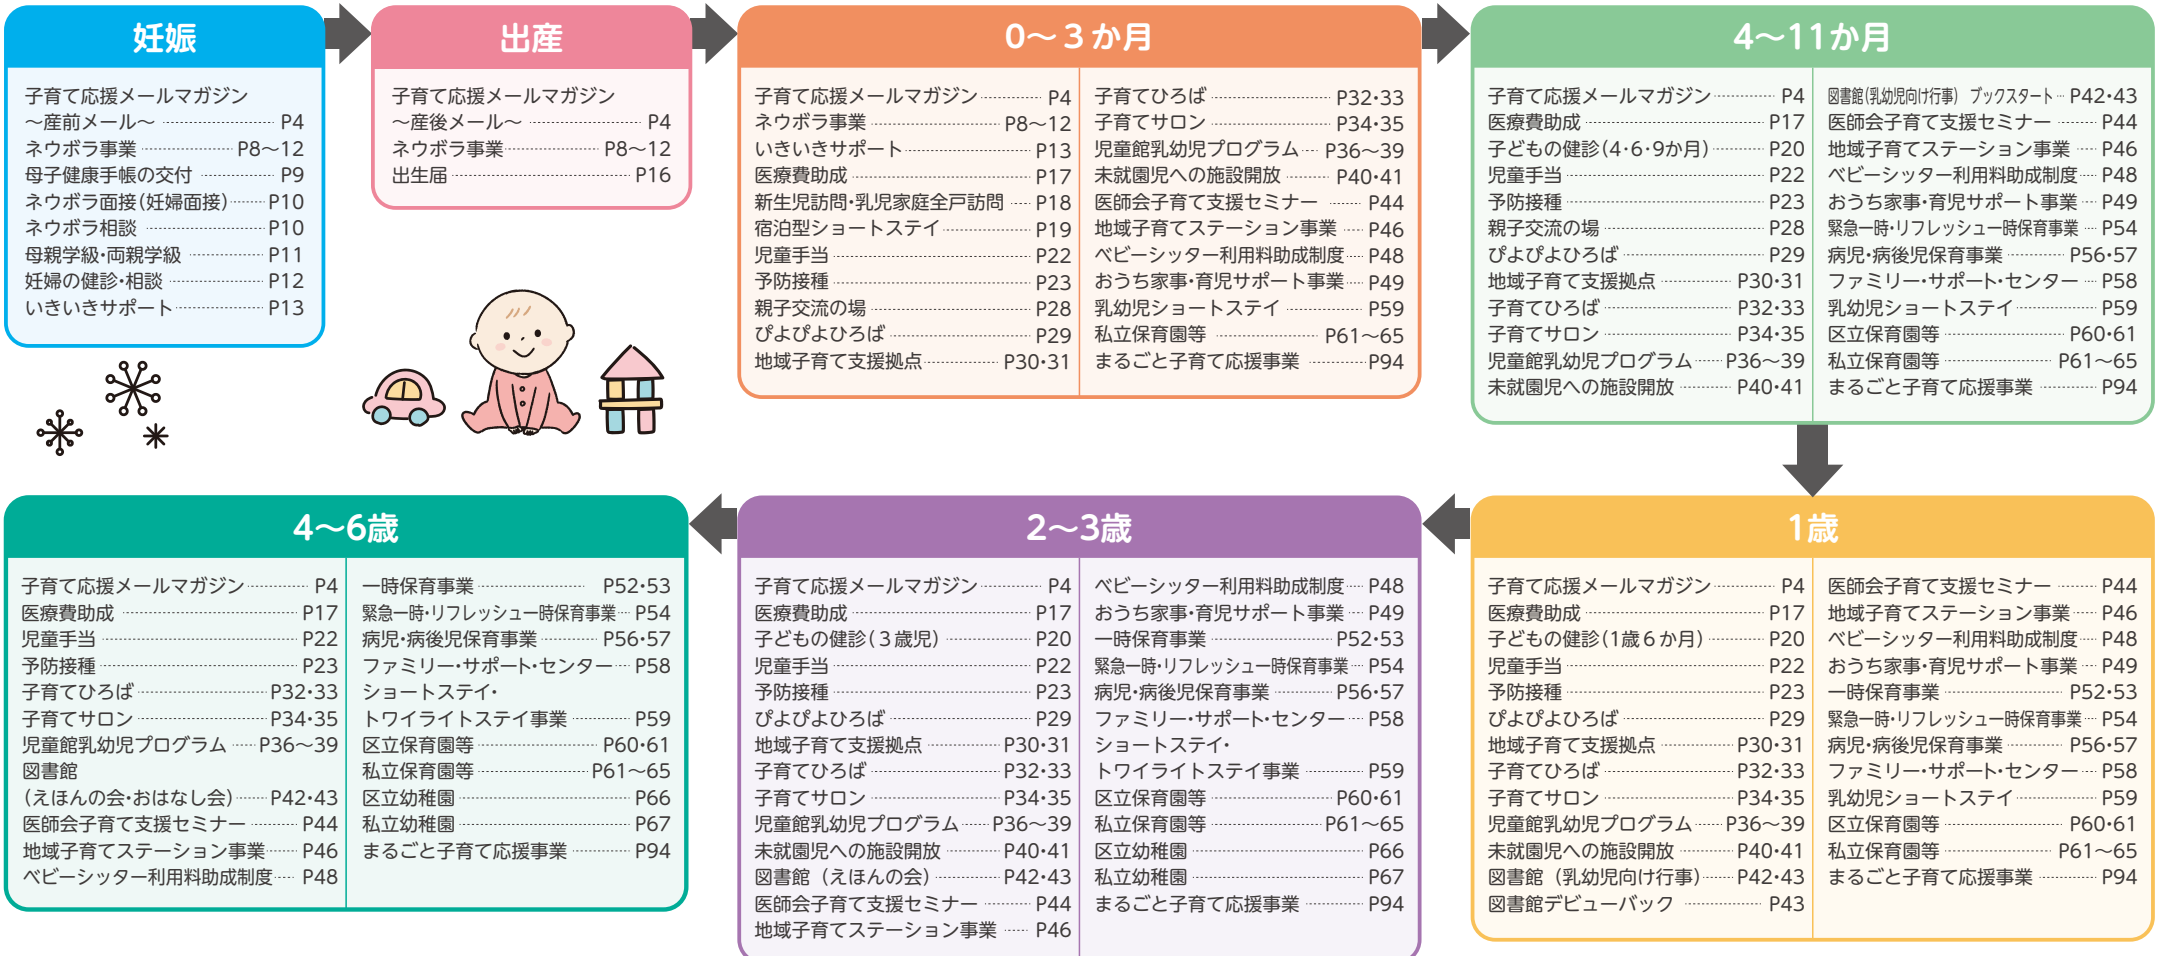 妊娠
子育て応援メールマガジン
～産前メール～ P4
ネウボラ事業 P8～12
母子健康手帳の交付 P9
ネウボラ面接(妊婦面接) P10
ネウボラ相談 P10
母親学級・両親学級 P11
妊婦の健診・相談 P12
いきいきサポート P13
出産
子育て応援メールマガジン
～産後メール～ P4
ネウボラ事業 P8～12
出生届 P16
0～3か月
子育て応援メールマガジン P4
ネウボラ事業 P8～12
いきいきサポート P13
医療費助成 P17
新生児訪問・乳児家庭全戸訪問 P18
宿泊型ショートステイ P19
児童手当 P22
予防接種 P23
親子交流の場 P28
ぴよぴよひろば P29
地域子育て支援拠点 P30・31
子育てひろば P32・33
子育てサロン P34・35
児童館乳幼児プログラム P36～39
未就園児への施設開放 P40・41
医師会子育て支援セミナー P44
地域子育てステーション事業 P46
ベビーシッター利用料助成制度 P48
おうち家事・育児サポート事業 P49
乳幼児ショートステイ P59
私立保育園等 P61～65
まるごと子育て応援事業 P94
4～11か月
子育て応援メールマガジン P4
医療費助成 P17
子どもの健診(4・6・9か月) P20
児童手当 P22
予防接種 P23
親子交流の場 P28
ぴよぴよひろば P29
地域子育て支援拠点 P30・31
子育てひろば P32・33
子育てサロン P34・35
児童館乳幼児プログラム P36～39
未就園児への施設開放 P40・41
図書館(乳幼児向け行事) ブックスタート P42・43
医師会子育て支援セミナー P44
地域子育てステーション事業 P46
ベビーシッター利用料助成制度 P48
おうち家事・育児サポート事業 P49
緊急一時・リフレッシュ一時保育事業 P54
病児・病後児保育事業 P56・57
ファミリー・サポート・センター P58
乳幼児ショートステイ P59
区立保育園等 P60・61
私立保育園等 P61～65
まるごと子育て応援事業 P94
4～6歳
子育て応援メールマガジン P4
医療費助成 P17
児童手当 P22
予防接種 P23
子育てひろば P32・33
子育てサロン P34・35
児童館乳幼児プログラム P36～39
図書館
(えほんの会・おはなし会) P42・43
医師会子育て支援セミナー P44
地域子育てステーション事業 P46
ベビーシッター利用料助成制度 P48
一時保育事業 P52・53
緊急一時・リフレッシュ一時保育事業 P54
病児・病後児保育事業 P56・57
ファミリー・サポート・センター P58
ショートステイ・
トワイライトステイ事業 P59
区立保育園等 P60・61
私立保育園等 P61～65
区立幼稚園 P66
私立幼稚園 P67
まるごと子育て応援事業 P94
2～3歳
子育て応援メールマガジン P4
医療費助成 P17
子どもの健診(3歳児) P20
児童手当 P22
予防接種 P23
ぴよぴよひろば P29
地域子育て支援拠点 P30・31
子育てひろば P32・33
子育てサロン P34・35
児童館乳幼児プログラム P36～39
未就園児への施設開放 P40・41
図書館(えほんの会) P42・43
医師会子育て支援セミナー P44
地域子育てステーション事業 P46
ベビーシッター利用料助成制度 P48
おうち家事・育児サポート事業 P49
一時保育事業 P52・53
緊急一時・リフレッシュ一時保育事業 P54
病児・病後児保育事業 P56・57
ファミリー・サポート・センター P58
ショートステイ・
トワイライトステイ事業 P59
区立保育園等 P60・61
私立保育園等 P61～65
区立幼稚園 P66
私立幼稚園 P67
まるごと子育て応援事業 P94
1歳
子育て応援メールマガジン P4
医療費助成 P17
子どもの健診(1歳6か月) P20
児童手当 P22
予防接種 P23
ぴよぴよひろば P29
地域子育て支援拠点 P30・31
子育てひろば P32・33
子育てサロン P34・35
児童館乳幼児プログラム P36～39
未就園児への施設開放 P40・41
図書館(乳幼児向け行事) P42・43
図書館デビューバック P43
医師会子育て支援セミナー P44
地域子育てステーション事業 P46
ベビーシッター利用料助成制度 P48
おうち家事・育児サポート事業 P49
一時保育事業 P52・53
緊急一時・リフレッシュ一時保育事業 P54
病児・病後児保育事業 P56・57
ファミリー・サポート・センター P58
乳幼児ショートステイ P59
区立保育園等 P60・61
私立保育園等 P61～65
まるごと子育て応援事業 P94